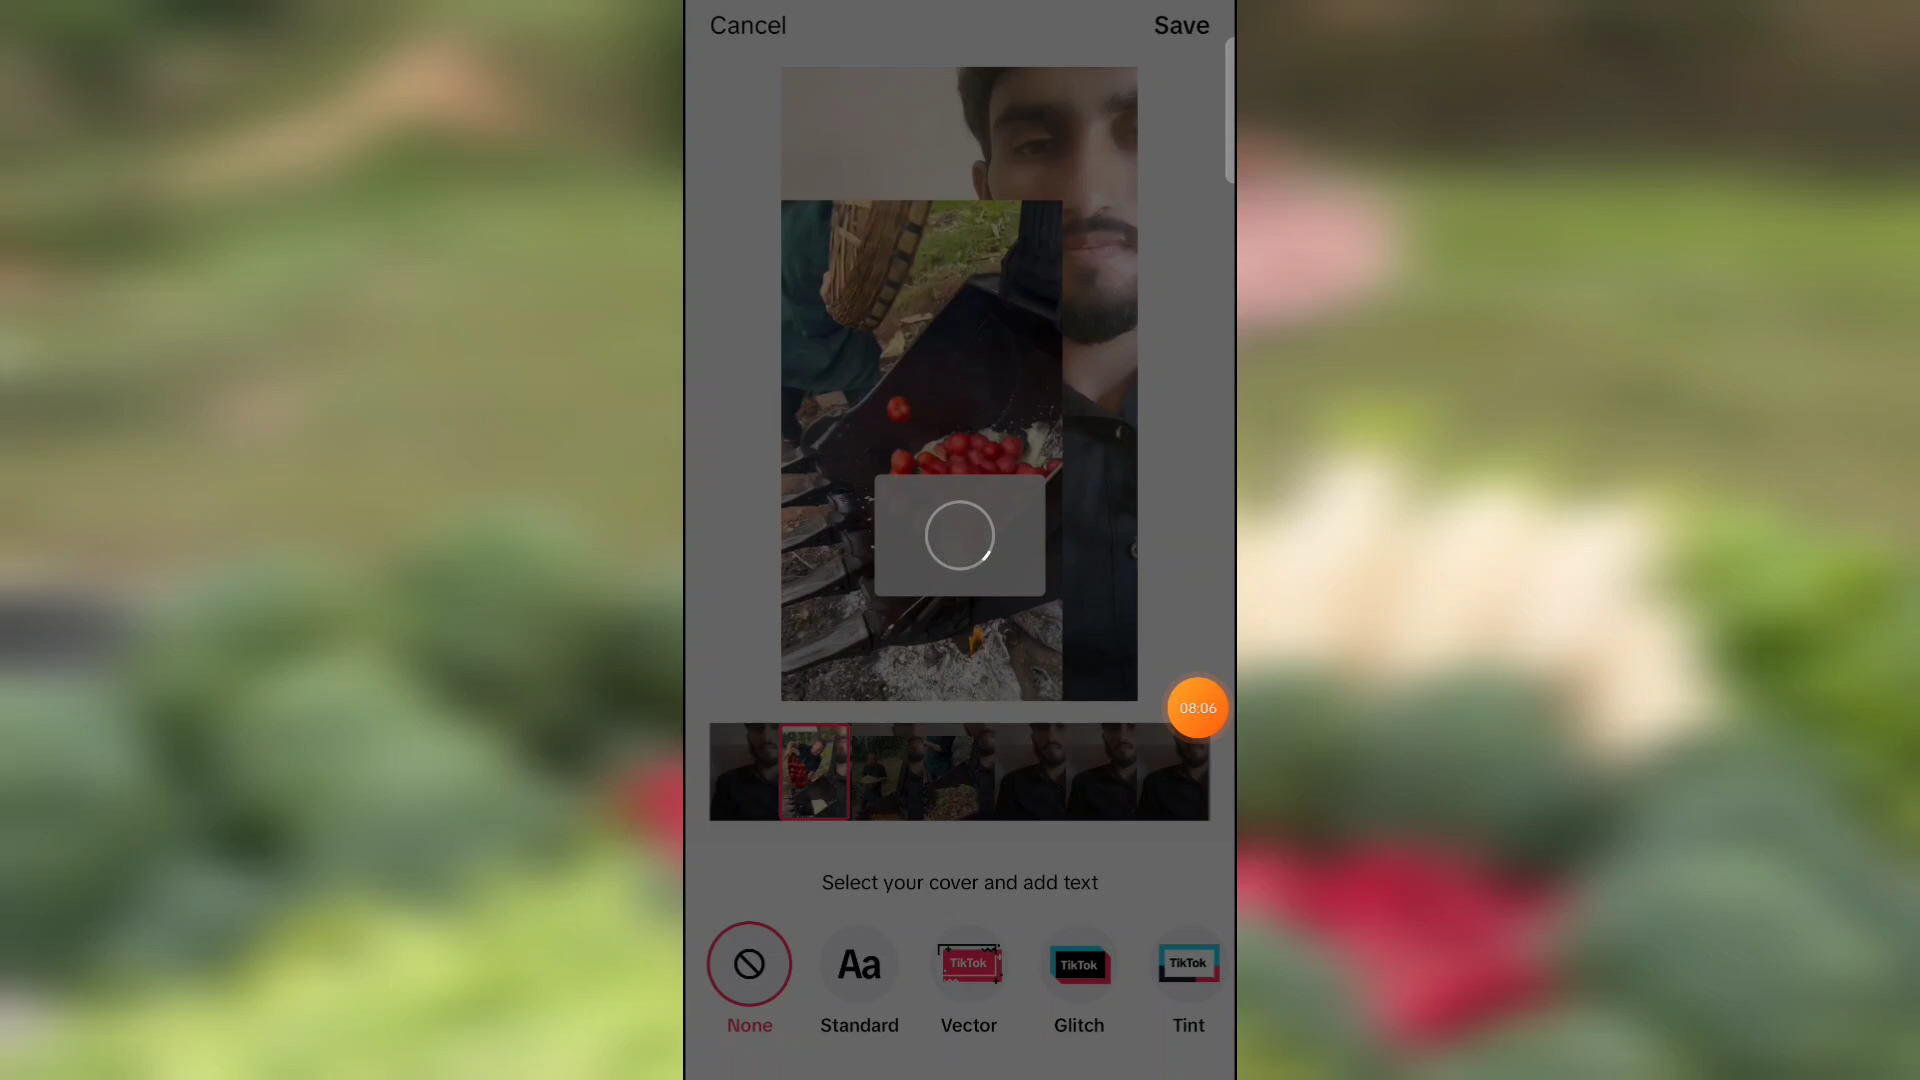 Cancel
Save
08:06
Select your cover and add text
Aa
TikTok
TikTok
TikTok
None
Standard
Vector
Glitch
Tint